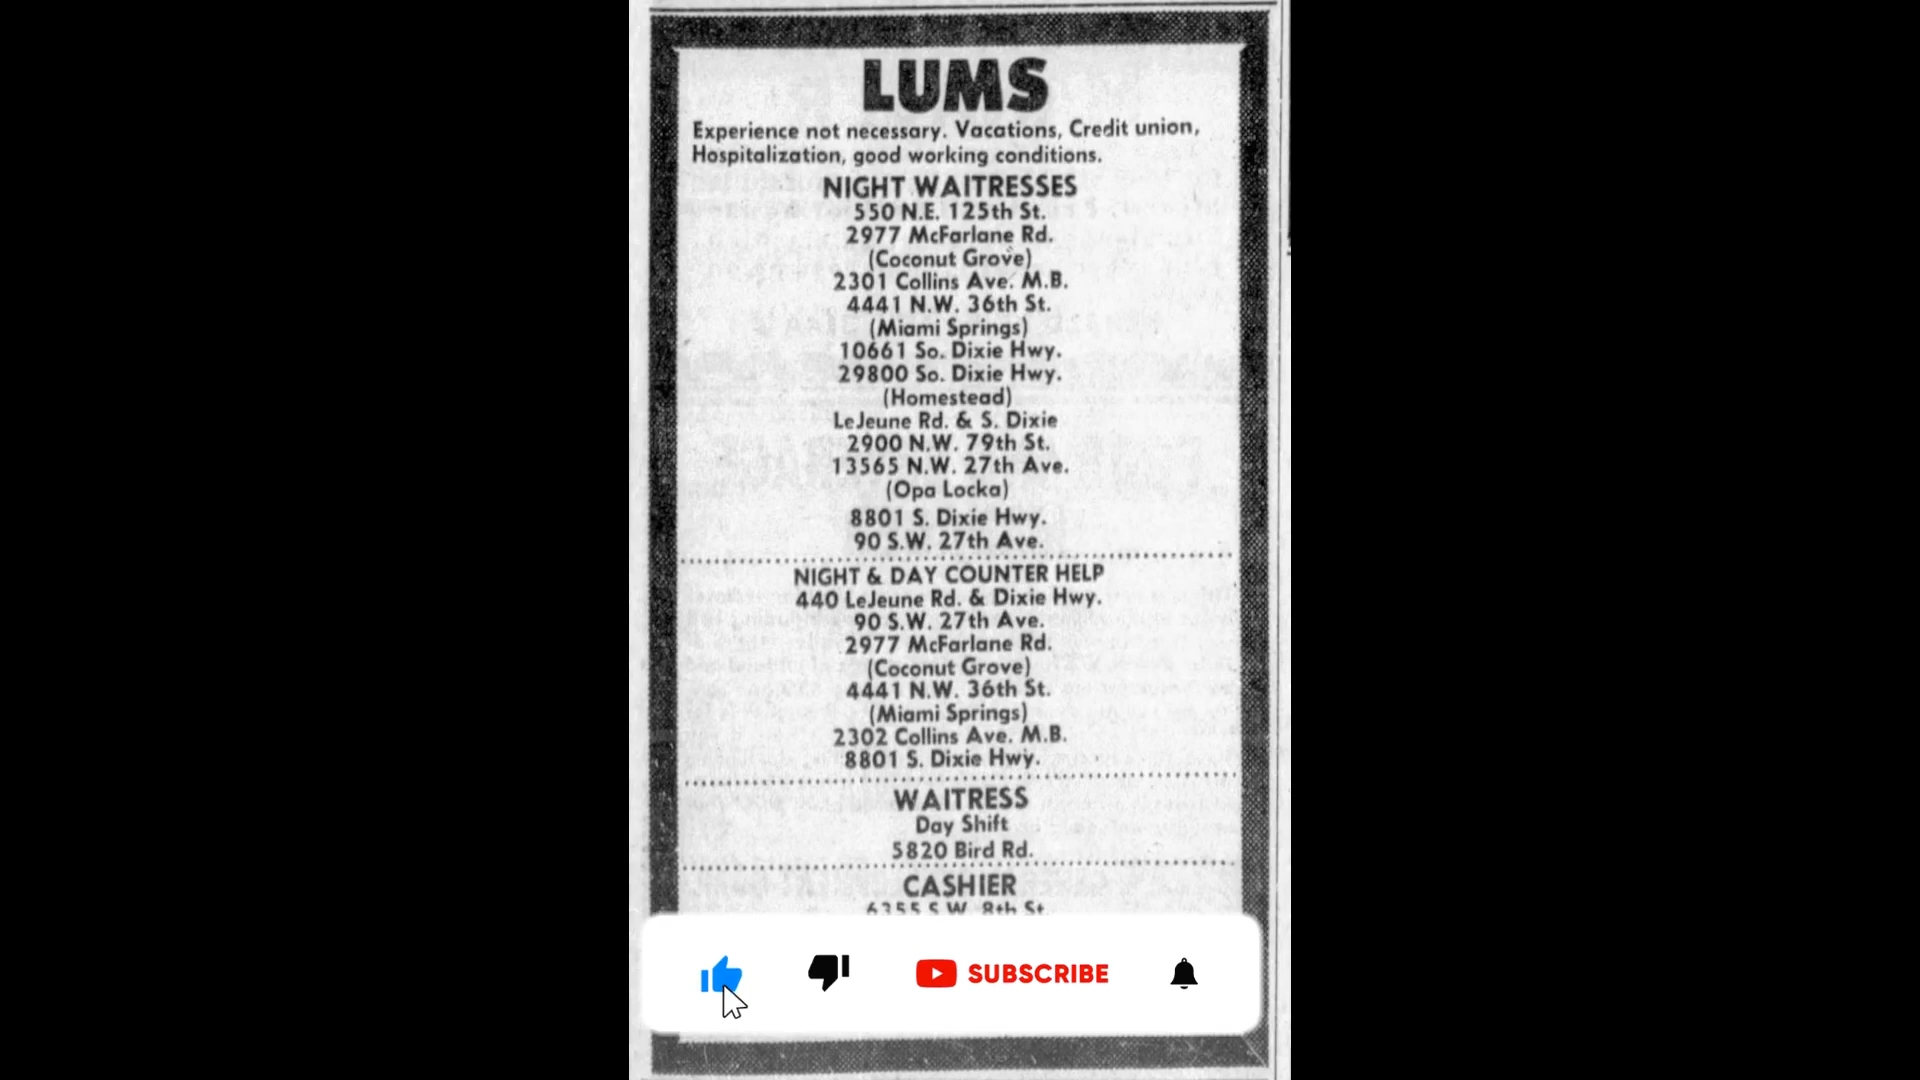 LUMS
Experience not necessary. Vacations, Credit union,
Hospitalization, good working conditions.
NIGHT WAITRESSES
550 N.E. 125th St.
2977 McFarlane Rd.
(Coconut Grove)
2301 Collins Ave. M.B.
4441 N.W. 36th St.
(Miami Springs)
10661 So. Dixie Hwy.
29800 So. Dixie Hwy.
(Homestead)
LeJeune Rd. & S. Dixie
2900 N.W. 79th St.
13565 N.W. 27th Ave.
(Opa Locka)
8801 S. Dixie Hwy.
90 S.W. 27th Ave.
NIGHT & DAY COUNTER HELP
440 LeJeune Rd. & Dixie Hwy.
90 S.W. 27th Ave.
2977 McFarlane Rd.
(Coconut Grove)
4441 N.W. 36th St.
(Miami Springs)
2302 Collins Ave. M.B.
8801 S. Dixie Hwy.
WAITRESS
Day Shift
5820 Bird Rd.
CASHIER
6355 S.W. 8th St.
SUBSCRIBE